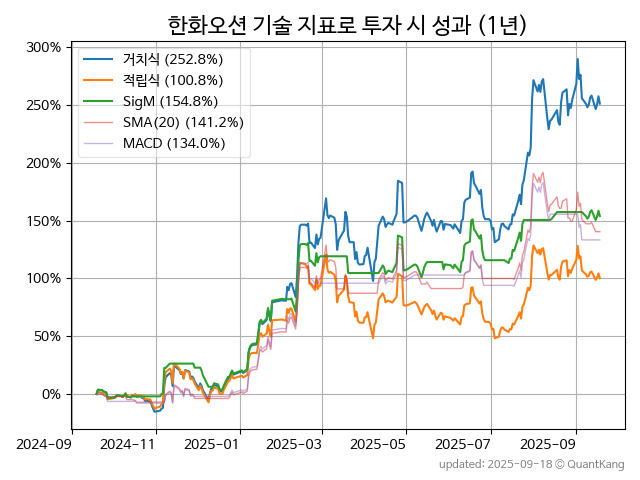 한화오션 기술 지표로 투자 시 성과 (1년)
300%
250%
200%
150%
100%
50%
0%
거치식 (252.8%)
적립식 (100.8%)
SigM (154.8%)
SMA(20) (141.2%)
MACD (134.0%)
2024-09 2024-11 2025-01 2025-03 2025-05 2025-07 2025-09
updated: 2025-09-18 © QuantKang